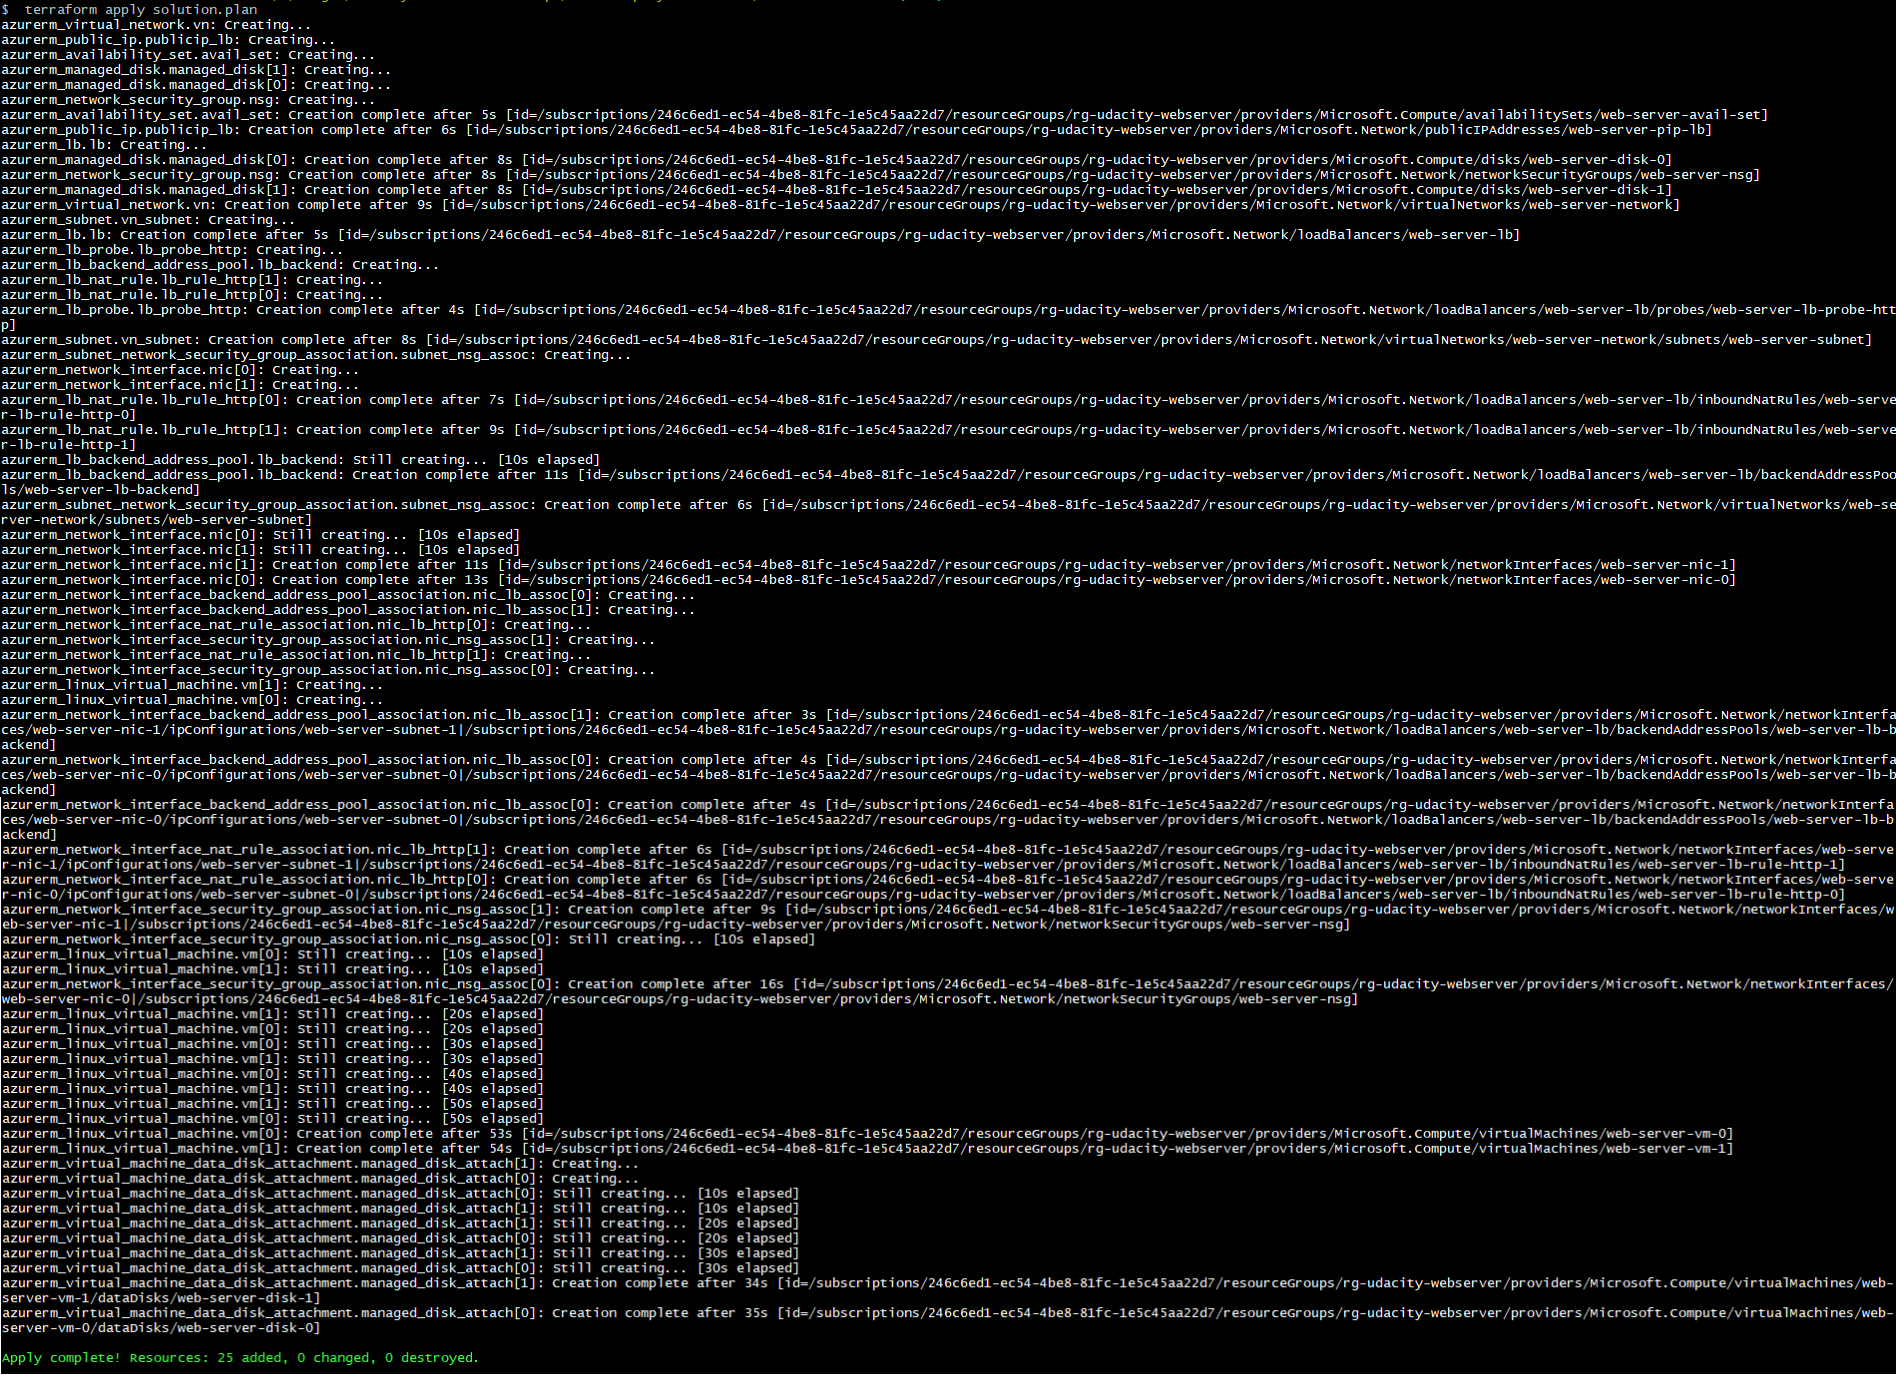 $  terraform apply solution.plan
azurerm_virtual_network.vn: Creating...
azurerm_public_ip.publicip_lb: Creating...
azurerm_availability_set.avail_set: Creating...
azurerm_managed_disk.managed_disk[1]: Creating...
azurerm_managed_disk.managed_disk[0]: Creating...
azurerm_network_security_group.nsg: Creating...
azurerm_availability_set.avail_set: Creation complete after 5s [id=/subscriptions/246c6ed1-ec54-4be8-81fc-1e5c45aa22d7/resourceGroups/rg-udacity-webserver/providers/Microsoft.Compute/availabilitySets/web-server-avail-set]
azurerm_public_ip.publicip_lb: Creation complete after 6s [id=/subscriptions/246c6ed1-ec54-4be8-81fc-1e5c45aa22d7/resourceGroups/rg-udacity-webserver/providers/Microsoft.Network/publicIPAddresses/web-server-pip-lb]
azurerm_lb.lb: Creating...
azurerm_managed_disk.managed_disk[0]: Creation complete after 8s [id=/subscriptions/246c6ed1-ec54-4be8-81fc-1e5c45aa22d7/resourceGroups/rg-udacity-webserver/providers/Microsoft.Compute/disks/web-server-disk-0]
azurerm_network_security_group.nsg: Creation complete after 8s [id=/subscriptions/246c6ed1-ec54-4be8-81fc-1e5c45aa22d7/resourceGroups/rg-udacity-webserver/providers/Microsoft.Network/networkSecurityGroups/web-server-nsg]
azurerm_managed_disk.managed_disk[1]: Creation complete after 8s [id=/subscriptions/246c6ed1-ec54-4be8-81fc-1e5c45aa22d7/resourceGroups/rg-udacity-webserver/providers/Microsoft.Compute/disks/web-server-disk-1]
azurerm_virtual_network.vn: Creation complete after 9s [id=/subscriptions/246c6ed1-ec54-4be8-81fc-1e5c45aa22d7/resourceGroups/rg-udacity-webserver/providers/Microsoft.Network/virtualNetworks/web-server-network]
azurerm_subnet.vn_subnet: Creating...
azurerm_lb.lb: Creation complete after 5s [id=/subscriptions/246c6ed1-ec54-4be8-81fc-1e5c45aa22d7/resourceGroups/rg-udacity-webserver/providers/Microsoft.Network/loadBalancers/web-server-lb]
azurerm_lb_probe.lb_probe_http: Creating...
azurerm_lb_backend_address_pool.lb_backend: Creating...
azurerm_lb_nat_rule.lb_rule_http[1]: Creating...
azurerm_lb_nat_rule.lb_rule_http[0]: Creating...
azurerm_lb_probe.lb_probe_http: Creation complete after 4s [id=/subscriptions/246c6ed1-ec54-4be8-81fc-1e5c45aa22d7/resourceGroups/rg-udacity-webserver/providers/Microsoft.Network/loadBalancers/web-server-lb/probes/web-server-lb-probe-htt
p]
azurerm_subnet.vn_subnet: Creation complete after 8s [id=/subscriptions/246c6ed1-ec54-4be8-81fc-1e5c45aa22d7/resourceGroups/rg-udacity-webserver/providers/Microsoft.Network/virtualNetworks/web-server-network/subnets/web-server-subnet]
azurerm_subnet_network_security_group_association.subnet_nsg_assoc: Creating...
azurerm_network_interface.nic[0]: Creating...
azurerm_network_interface.nic[1]: Creating...
azurerm_lb_nat_rule.lb_rule_http[0]: Creation complete after 7s [id=/subscriptions/246c6ed1-ec54-4be8-81fc-1e5c45aa22d7/resourceGroups/rg-udacity-webserver/providers/Microsoft.Network/loadBalancers/web-server-lb/inboundNatRules/web-serve
r-lb-rule-http-0]
azurerm_lb_nat_rule.lb_rule_http[1]: Creation complete after 9s [id=/subscriptions/246c6ed1-ec54-4be8-81fc-1e5c45aa22d7/resourceGroups/rg-udacity-webserver/providers/Microsoft.Network/loadBalancers/web-server-lb/inboundNatRules/web-serve
r-lb-rule-http-1]
azurerm_lb_backend_address_pool.lb_backend: Still creating... [10s elapsed]
azurerm_lb_backend_address_pool.lb_backend: Creation complete after 11s [id=/subscriptions/246c6ed1-ec54-4be8-81fc-1e5c45aa22d7/resourceGroups/rg-udacity-webserver/providers/Microsoft.Network/loadBalancers/web-server-lb/backendAddressPoo
ls/web-server-lb-backend]
azurerm_subnet_network_security_group_association.subnet_nsg_assoc: Creation complete after 6s [id=/subscriptions/246c6ed1-ec54-4be8-81fc-1e5c45aa22d7/resourceGroups/rg-udacity-webserver/providers/Microsoft.Network/virtualNetworks/web-se
rver-network/subnets/web-server-subnet]
azurerm_network_interface.nic[0]: Still creating... [10s elapsed]
azurerm_network_interface.nic[1]: Still creating... [10s elapsed]
azurerm_network_interface.nic[1]: Creation complete after 11s [id=/subscriptions/246c6ed1-ec54-4be8-81fc-1e5c45aa22d7/resourceGroups/rg-udacity-webserver/providers/Microsoft.Network/networkInterfaces/web-server-nic-1]
azurerm_network_interface.nic[0]: Creation complete after 13s [id=/subscriptions/246c6ed1-ec54-4be8-81fc-1e5c45aa22d7/resourceGroups/rg-udacity-webserver/providers/Microsoft.Network/networkInterfaces/web-server-nic-0]
azurerm_network_interface_backend_address_pool_association.nic_lb_assoc[0]: Creating...
azurerm_network_interface_backend_address_pool_association.nic_lb_assoc[1]: Creating...
azurerm_network_interface_nat_rule_association.nic_lb_http[0]: Creating...
azurerm_network_interface_security_group_association.nic_nsg_assoc[1]: Creating...
azurerm_network_interface_nat_rule_association.nic_lb_http[1]: Creating...
azurerm_network_interface_security_group_association.nic_nsg_assoc[0]: Creating...
azurerm_linux_virtual_machine.vm[1]: Creating...
azurerm_linux_virtual_machine.vm[0]: Creating...
azurerm_network_interface_backend_address_pool_association.nic_lb_assoc[1]: Creation complete after 3s [id=/subscriptions/246c6ed1-ec54-4be8-81fc-1e5c45aa22d7/resourceGroups/rg-udacity-webserver/providers/Microsoft.Network/networkInterfa
ces/web-server-nic-1/ipConfigurations/web-server-subnet-1|/subscriptions/246c6ed1-ec54-4be8-81fc-1e5c45aa22d7/resourceGroups/rg-udacity-webserver/providers/Microsoft.Network/loadBalancers/web-server-lb/backendAddressPools/web-server-lb-b
ackend]
azurerm_network_interface_backend_address_pool_association.nic_lb_assoc[0]: Creation complete after 4s [id=/subscriptions/246c6ed1-ec54-4be8-81fc-1e5c45aa22d7/resourceGroups/rg-udacity-webserver/providers/Microsoft.Network/networkInterfa
ces/web-server-nic-0/ipConfigurations/web-server-subnet-0|/subscriptions/246c6ed1-ec54-4be8-81fc-1e5c45aa22d7/resourceGroups/rg-udacity-webserver/providers/Microsoft.Network/loadBalancers/web-server-lb/backendAddressPools/web-server-lb-b
ackend]
azurerm_network_interface_backend_address_pool_association.nic_lb_assoc[0]: Creation complete after 4s [id=/subscriptions/246c6ed1-ec54-4be8-81fc-1e5c45aa22d7/resourceGroups/rg-udacity-webserver/providers/Microsoft.Network/networkInterfa
ces/web-server-nic-0/ipConfigurations/web-server-subnet-0|/subscriptions/246c6ed1-ec54-4be8-81fc-1e5c45aa22d7/resourceGroups/rg-udacity-webserver/providers/Microsoft.Network/loadBalancers/web-server-lb/backendAddressPools/web-server-lb-b
ackend]
azurerm_network_interface_nat_rule_association.nic_lb_http[1]: Creation complete after 6s [id=/subscriptions/246c6ed1-ec54-4be8-81fc-1e5c45aa22d7/resourceGroups/rg-udacity-webserver/providers/Microsoft.Network/networkInterfaces/web-serve
r-nic-1/ipConfigurations/web-server-subnet-1|/subscriptions/246c6ed1-ec54-4be8-81fc-1e5c45aa22d7/resourceGroups/rg-udacity-webserver/providers/Microsoft.Network/loadBalancers/web-server-lb/inboundNatRules/web-server-lb-rule-http-1]
azurerm_network_interface_nat_rule_association.nic_lb_http[0]: Creation complete after 6s [id=/subscriptions/246c6ed1-ec54-4be8-81fc-1e5c45aa22d7/resourceGroups/rg-udacity-webserver/providers/Microsoft.Network/networkInterfaces/web-serve
r-nic-0/ipConfigurations/web-server-subnet-0|/subscriptions/246c6ed1-ec54-4be8-81fc-1e5c45aa22d7/resourceGroups/rg-udacity-webserver/providers/Microsoft.Network/loadBalancers/web-server-lb/inboundNatRules/web-server-lb-rule-http-0]
azurerm_network_interface_security_group_association.nic_nsg_assoc[1]: Creation complete after 9s [id=/subscriptions/246c6ed1-ec54-4be8-81fc-1e5c45aa22d7/resourceGroups/rg-udacity-webserver/providers/Microsoft.Network/networkInterfaces/w
eb-server-nic-1|/subscriptions/246c6ed1-ec54-4be8-81fc-1e5c45aa22d7/resourceGroups/rg-udacity-webserver/providers/Microsoft.Network/networkSecurityGroups/web-server-nsg]
azurerm_network_interface_security_group_association.nic_nsg_assoc[0]: Still creating... [10s elapsed]
azurerm_linux_virtual_machine.vm[0]: Still creating... [10s elapsed]
azurerm_linux_virtual_machine.vm[1]: Still creating... [10s elapsed]
azurerm_network_interface_security_group_association.nic_nsg_assoc[0]: Creation complete after 16s [id=/subscriptions/246c6ed1-ec54-4be8-81fc-1e5c45aa22d7/resourceGroups/rg-udacity-webserver/providers/Microsoft.Network/networkInterfaces/
web-server-nic-0|/subscriptions/246c6ed1-ec54-4be8-81fc-1e5c45aa22d7/resourceGroups/rg-udacity-webserver/providers/Microsoft.Network/networkSecurityGroups/web-server-nsg]
azurerm_linux_virtual_machine.vm[1]: Still creating... [20s elapsed]
azurerm_linux_virtual_machine.vm[0]: Still creating... [20s elapsed]
azurerm_linux_virtual_machine.vm[0]: Still creating... [30s elapsed]
azurerm_linux_virtual_machine.vm[1]: Still creating... [30s elapsed]
azurerm_linux_virtual_machine.vm[0]: Still creating... [40s elapsed]
azurerm_linux_virtual_machine.vm[1]: Still creating... [40s elapsed]
azurerm_linux_virtual_machine.vm[1]: Still creating... [50s elapsed]
azurerm_linux_virtual_machine.vm[0]: Still creating... [50s elapsed]
azurerm_linux_virtual_machine.vm[0]: Creation complete after 53s [id=/subscriptions/246c6ed1-ec54-4be8-81fc-1e5c45aa22d7/resourceGroups/rg-udacity-webserver/providers/Microsoft.Compute/virtualMachines/web-server-vm-0]
azurerm_linux_virtual_machine.vm[1]: Creation complete after 54s [id=/subscriptions/246c6ed1-ec54-4be8-81fc-1e5c45aa22d7/resourceGroups/rg-udacity-webserver/providers/Microsoft.Compute/virtualMachines/web-server-vm-1]
azurerm_virtual_machine_data_disk_attachment.managed_disk_attach[1]: Creating...
azurerm_virtual_machine_data_disk_attachment.managed_disk_attach[0]: Creating...
azurerm_virtual_machine_data_disk_attachment.managed_disk_attach[0]: Still creating... [10s elapsed]
azurerm_virtual_machine_data_disk_attachment.managed_disk_attach[1]: Still creating... [10s elapsed]
azurerm_virtual_machine_data_disk_attachment.managed_disk_attach[1]: Still creating... [20s elapsed]
azurerm_virtual_machine_data_disk_attachment.managed_disk_attach[0]: Still creating... [20s elapsed]
azurerm_virtual_machine_data_disk_attachment.managed_disk_attach[1]: Still creating... [30s elapsed]
azurerm_virtual_machine_data_disk_attachment.managed_disk_attach[0]: Still creating... [30s elapsed]
azurerm_virtual_machine_data_disk_attachment.managed_disk_attach[1]: Creation complete after 34s [id=/subscriptions/246c6ed1-ec54-4be8-81fc-1e5c45aa22d7/resourceGroups/rg-udacity-webserver/providers/Microsoft.Compute/virtualMachines/web-
server-vm-1/dataDisks/web-server-disk-1]
azurerm_virtual_machine_data_disk_attachment.managed_disk_attach[0]: Creation complete after 35s [id=/subscriptions/246c6ed1-ec54-4be8-81fc-1e5c45aa22d7/resourceGroups/rg-udacity-webserver/providers/Microsoft.Compute/virtualMachines/web-
server-vm-0/dataDisks/web-server-disk-0]
Apply complete! Resources: 25 added, 0 changed, 0 destroyed.